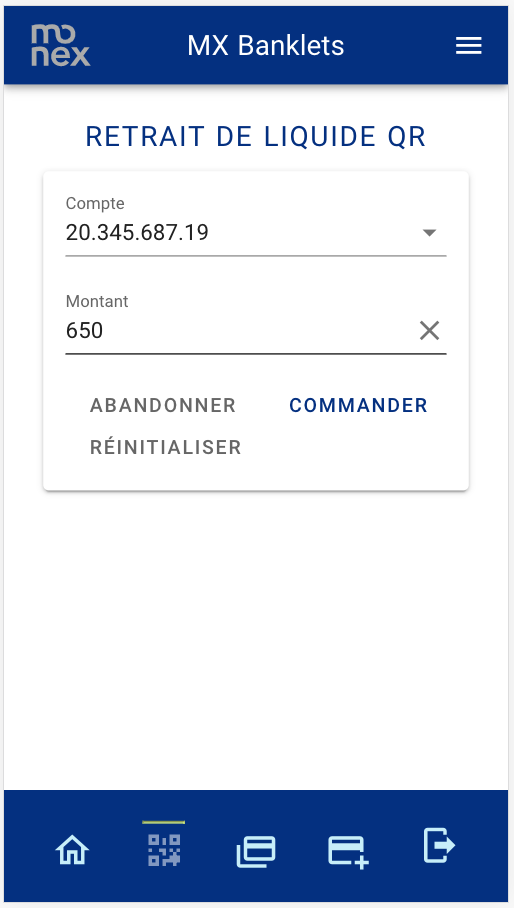 mo
nex
MX Banklets
RETRAIT DE LIQUIDE QR
Compte
20.345.687.19
Montant
650
ABANDONNER COMMANDER
RÉINITIALISER